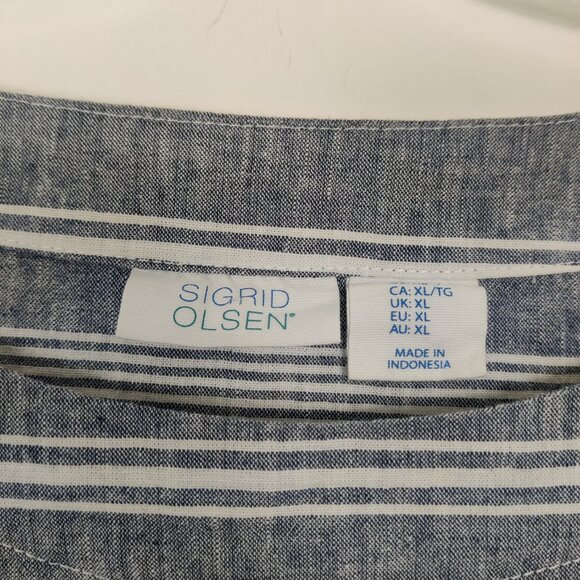 SIGRID
OLSEN®
CA: XL/TG
UK: XL
EU: XL
AU: XL
MADE IN
INDONESIA